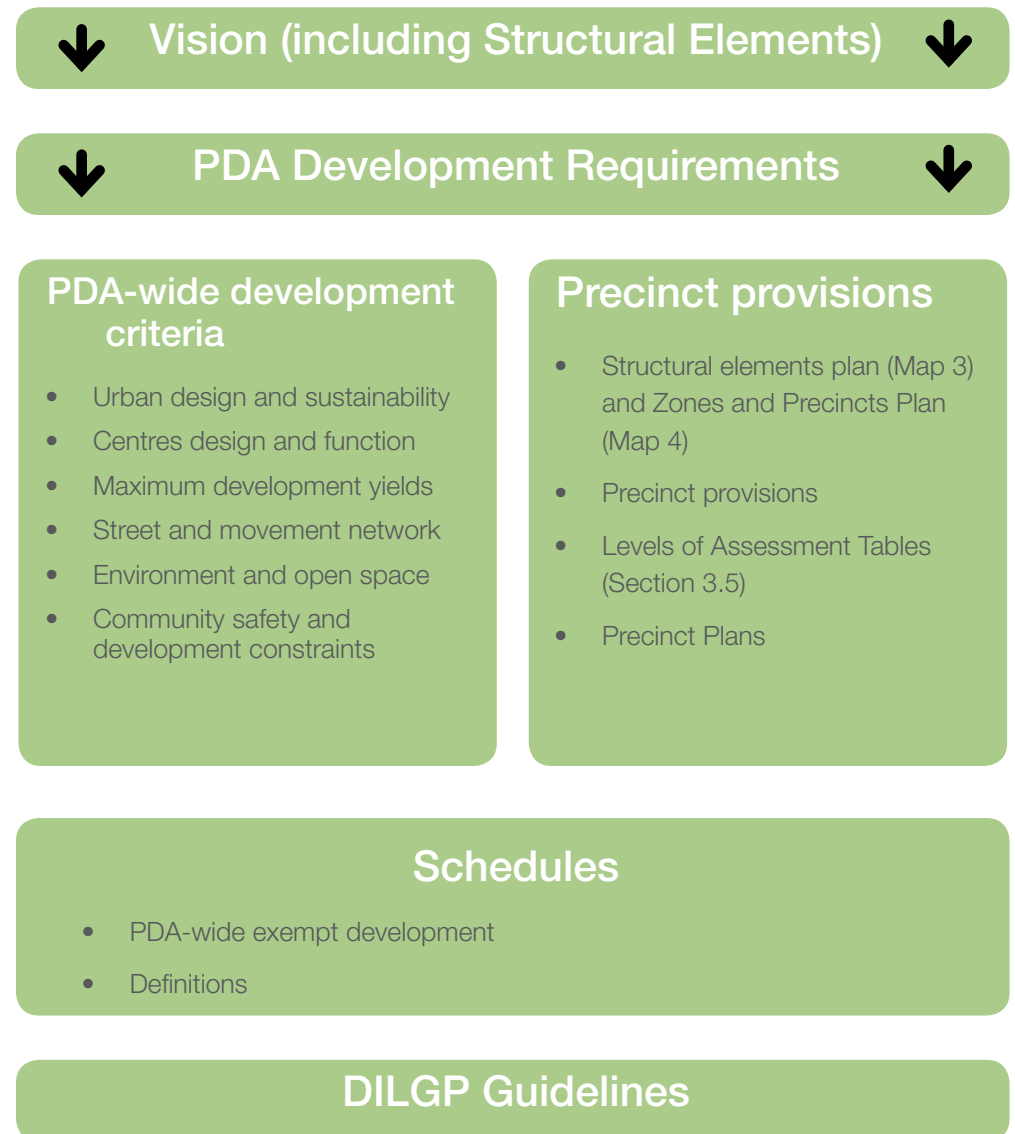 Vision (including Structural Elements)
PDA Development Requirements
PDA-wide development
criteria
• Urban design and sustainability
• Centres design and function
• Maximum development yields
• Street and movement network
• Environment and open space
• Community safety and
development constraints
Precinct provisions
• Structural elements plan (Map 3)
and Zones and Precincts Plan
(Map 4)
• Precinct provisions
• Levels of Assessment Tables
(Section 3.5)
• Precinct Plans
Schedules
• PDA-wide exempt development
• Definitions
DILGP Guidelines